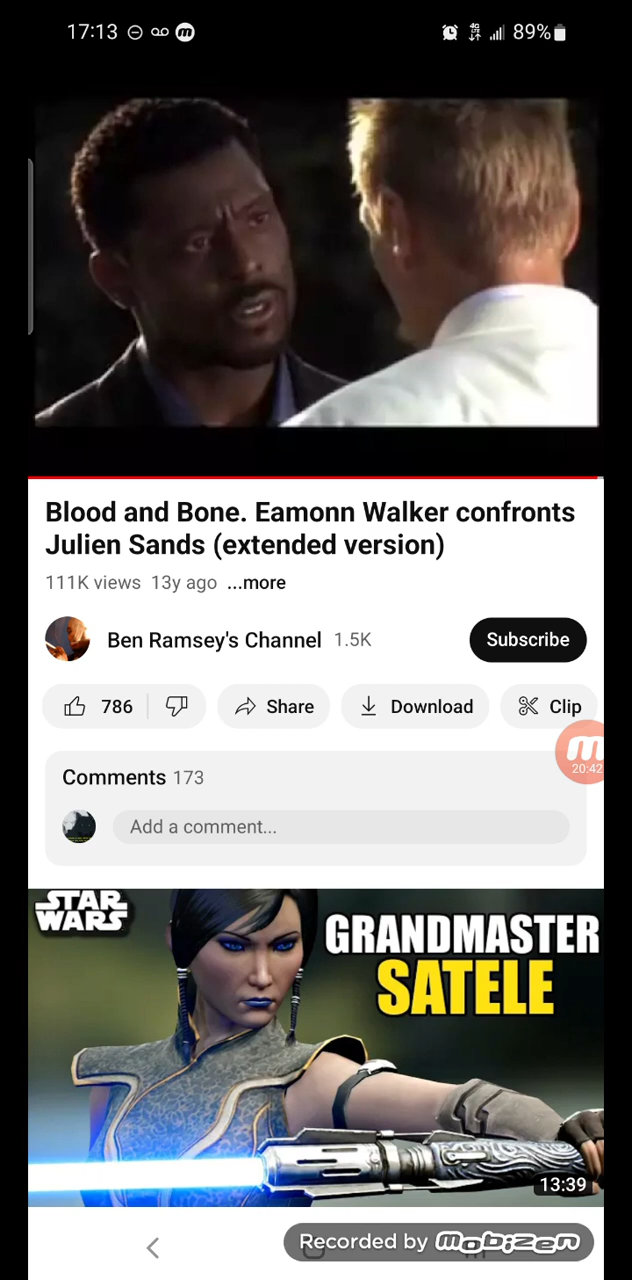 17:13
4G
89%
Blood and Bone. Eamonn Walker confronts
Julien Sands (extended version)
111K views 13y ago ...more
Ben Ramsey's Channel 1.5K
Subscribe
786
Share
Download
Clip
m
20:42
Comments 173
Add a comment...
STAR
WARS
GRANDMASTER
SATELE
13:39
Recorded by mobizen